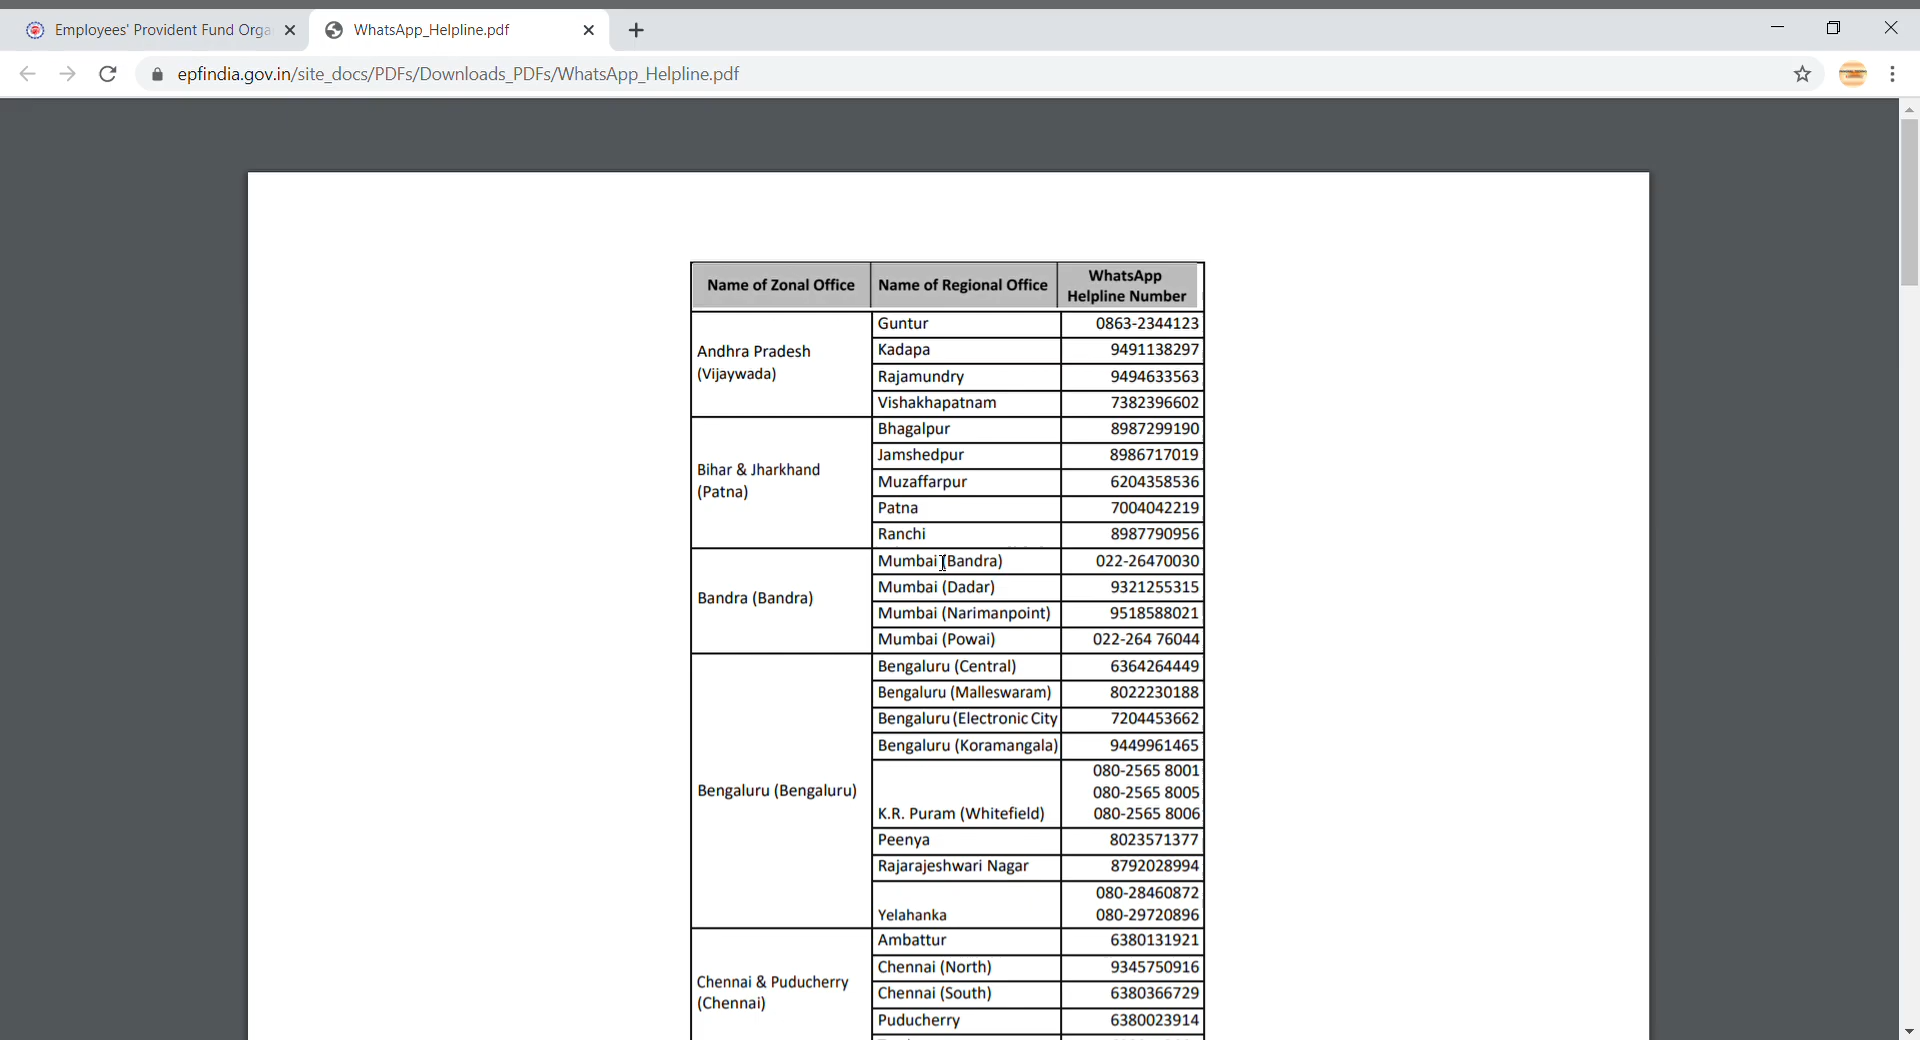 Employees' Provident Fund Orga
WhatsApp_Helpline.pdf
epfindia.gov.in/site_docs/PDFs/Downloads_PDFs/WhatsApp_Helpline.pdf
Name of Zonal Office Name of Regional Office WhatsApp Helpline Number
Andhra Pradesh (Vijaywada)
Guntur 0863-2344123
Kadapa 9491138297
Rajamundry 9494633563
Vishakhapatnam 7382396602
Bihar & Jharkhand (Patna)
Bhagalpur 8987299190
Jamshedpur 8986717019
Muzaffarpur 6204358536
Patna 7004042219
Ranchi 8987790956
Bandra (Bandra)
Mumbai (Bandra) 022-26470030
Mumbai (Dadar) 9321255315
Mumbai (Narimanpoint) 9518588021
Mumbai (Powai) 022-264 76044
Bengaluru (Bengaluru)
Bengaluru (Central) 6364264449
Bengaluru (Malleswaram) 8022230188
Bengaluru (Electronic City 7204453662
Bengaluru (Koramangala) 9449961465
080-2565 8001
080-2565 8005
K.R. Puram (Whitefield) 080-2565 8006
Peenya 8023571377
Rajarajeshwari Nagar 8792028994
080-28460872
Yelahanka 080-29720896
Chennai & Puducherry (Chennai)
Ambattur 6380131921
Chennai (North) 9345750916
Chennai (South) 6380366729
Puducherry 6380023914